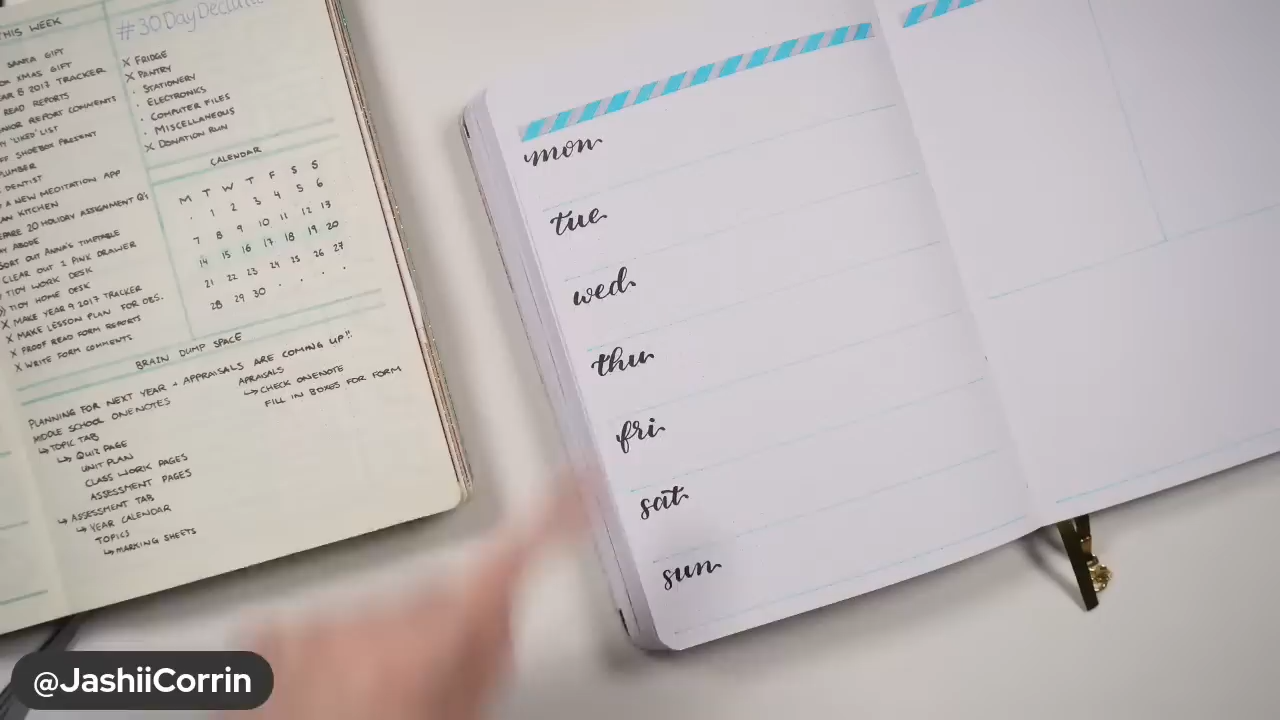 THIS WEEK
SANTA GIFT
XMAS GIFT
8 2017 TRACKER
READ REPORTS
REPORT COMMENTS
'LIKED' LIST
SHOEBOX PRESENT
PLUMBER
DENTIST
A NEW MEDITATION APP
KITCHEN
20 HOLIDAY ASSIGNMENT Q's
ABODE
SORT OUT ANNA'S TIMETABLE
CLEAR OUT 1 PINK DRAWER
TIDY WORK DESK
TIDY HOME DESK
X MAKE YEAR 9 2017 TRACKER
X MAKE LESSON PLAN FOR OBS.
X PROOF READ FORM REPORTS
X WRITE FORM COMMENTS
X FRIDGE
X PANTRY
· STATIONERY
· ELECTRONICS
· COMPUTER FILES
· MISCELLANEOUS
X DONATION RUN
CALENDAR
M T W T F S S
· 1 2 3 4 5 6
7 8 9 10 11 12 13
14 15 16 17 18 19 20
21 22 23 24 25 26 27
28 29 30 · · · ·
BRAIN DUMP SPACE
PLANNING FOR NEXT YEAR + APPRAISALS ARE COMING UP!!
MIDDLE SCHOOL ONENOTES
↳ TOPIC TAB
↳ QUIZ PAGE
UNIT PLAN
CLASS WORK PAGES
ASSESSMENT PAGES
↳ ASSESSMENT TAB
↳ YEAR CALENDAR
TOPICS
↳ MARKING SHEETS
APRAISALS
↳ CHECK ONENOTE
FILL IN BOXES FOR FORM
mon
tue
wed
thu
fri
sat
sun
@JashiiCorrin